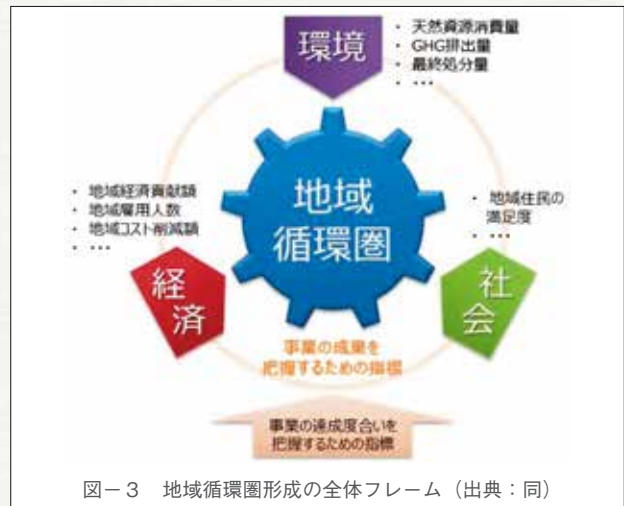 環境
・ 天然資源消費量
・ GHG排出量
・ 最終処分量
・ …
地域
循環圏
・ 地域経済貢献額
・ 地域雇用人数
・ 地域コスト削減額
・ …
経
済
・ 地域住民の
満足度
・ …
社
会
事業の成果を
把握するための指標
事業の達成度合いを
把握するための指標
図－3 地域循環圏形成の全体フレーム（出典：同）